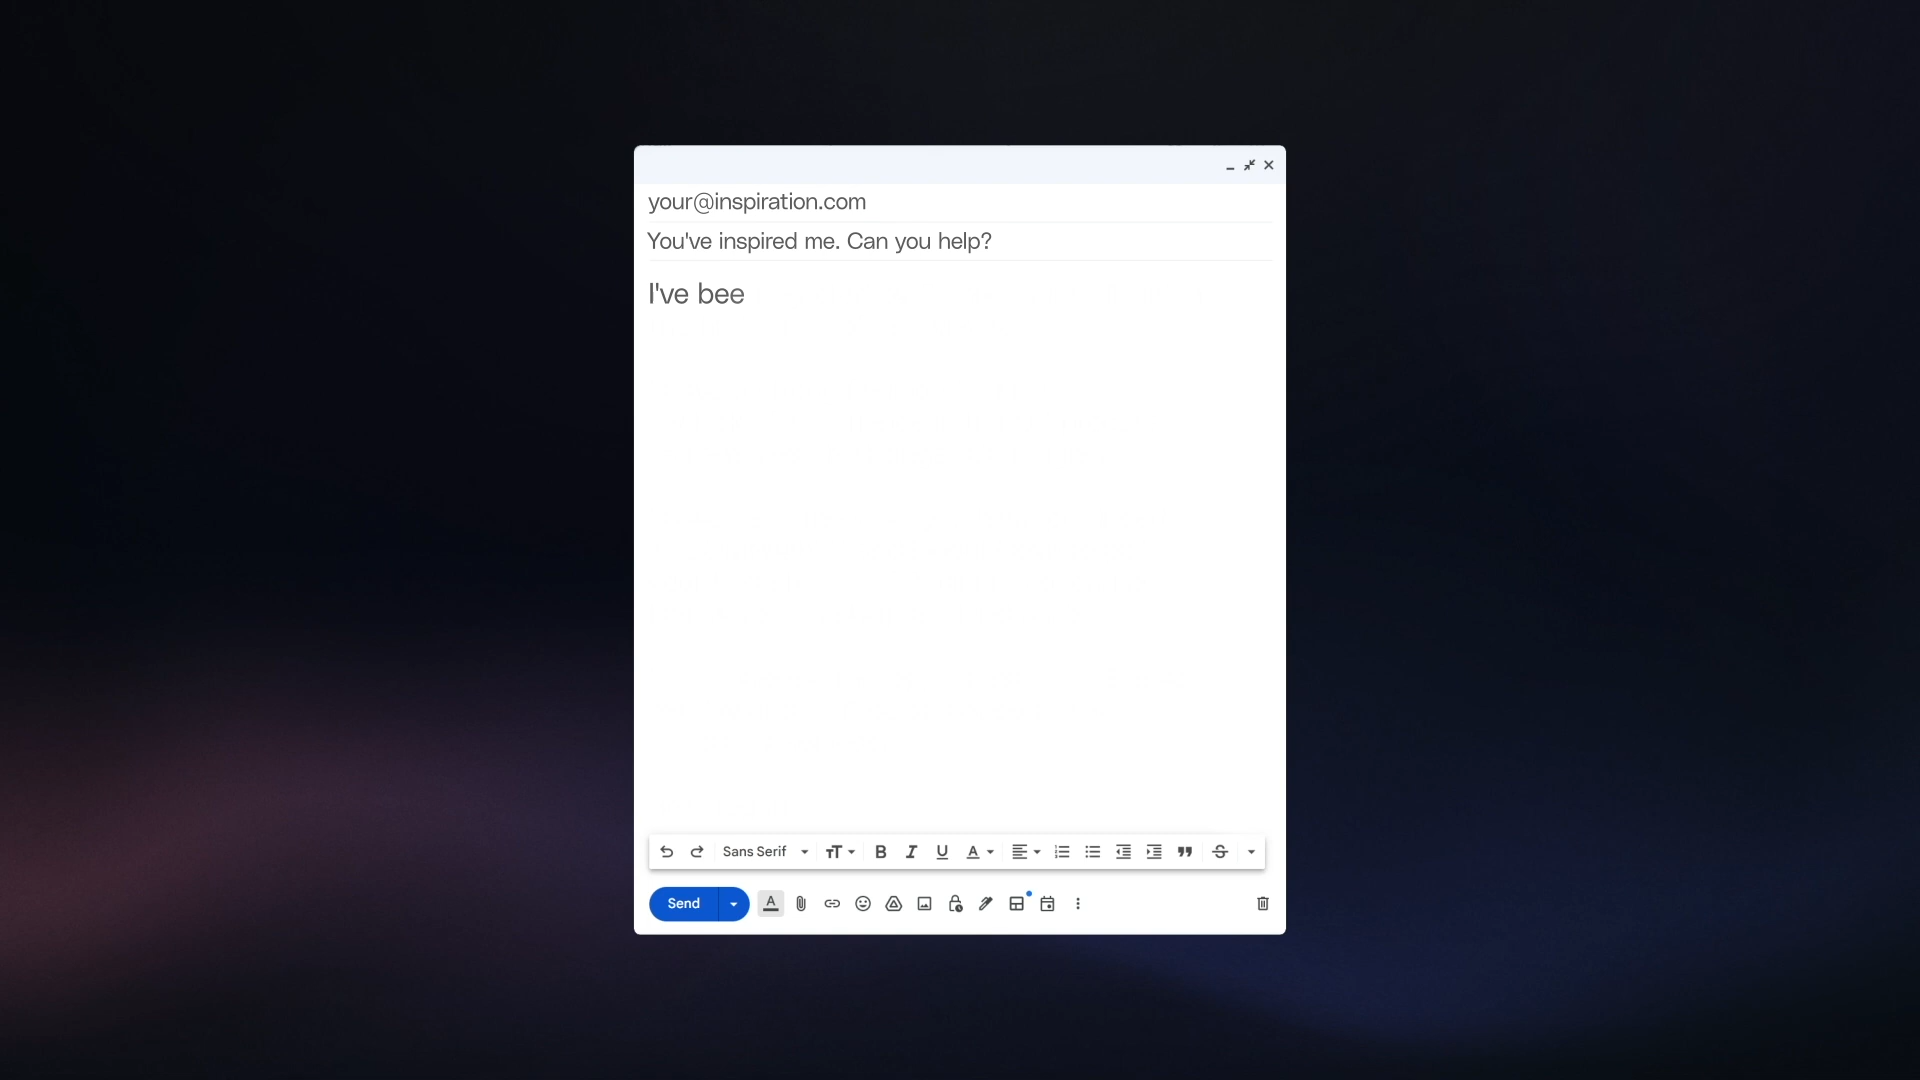 your@inspiration.com
You've inspired me. Can you help?
I've bee
Sans Serif
Send